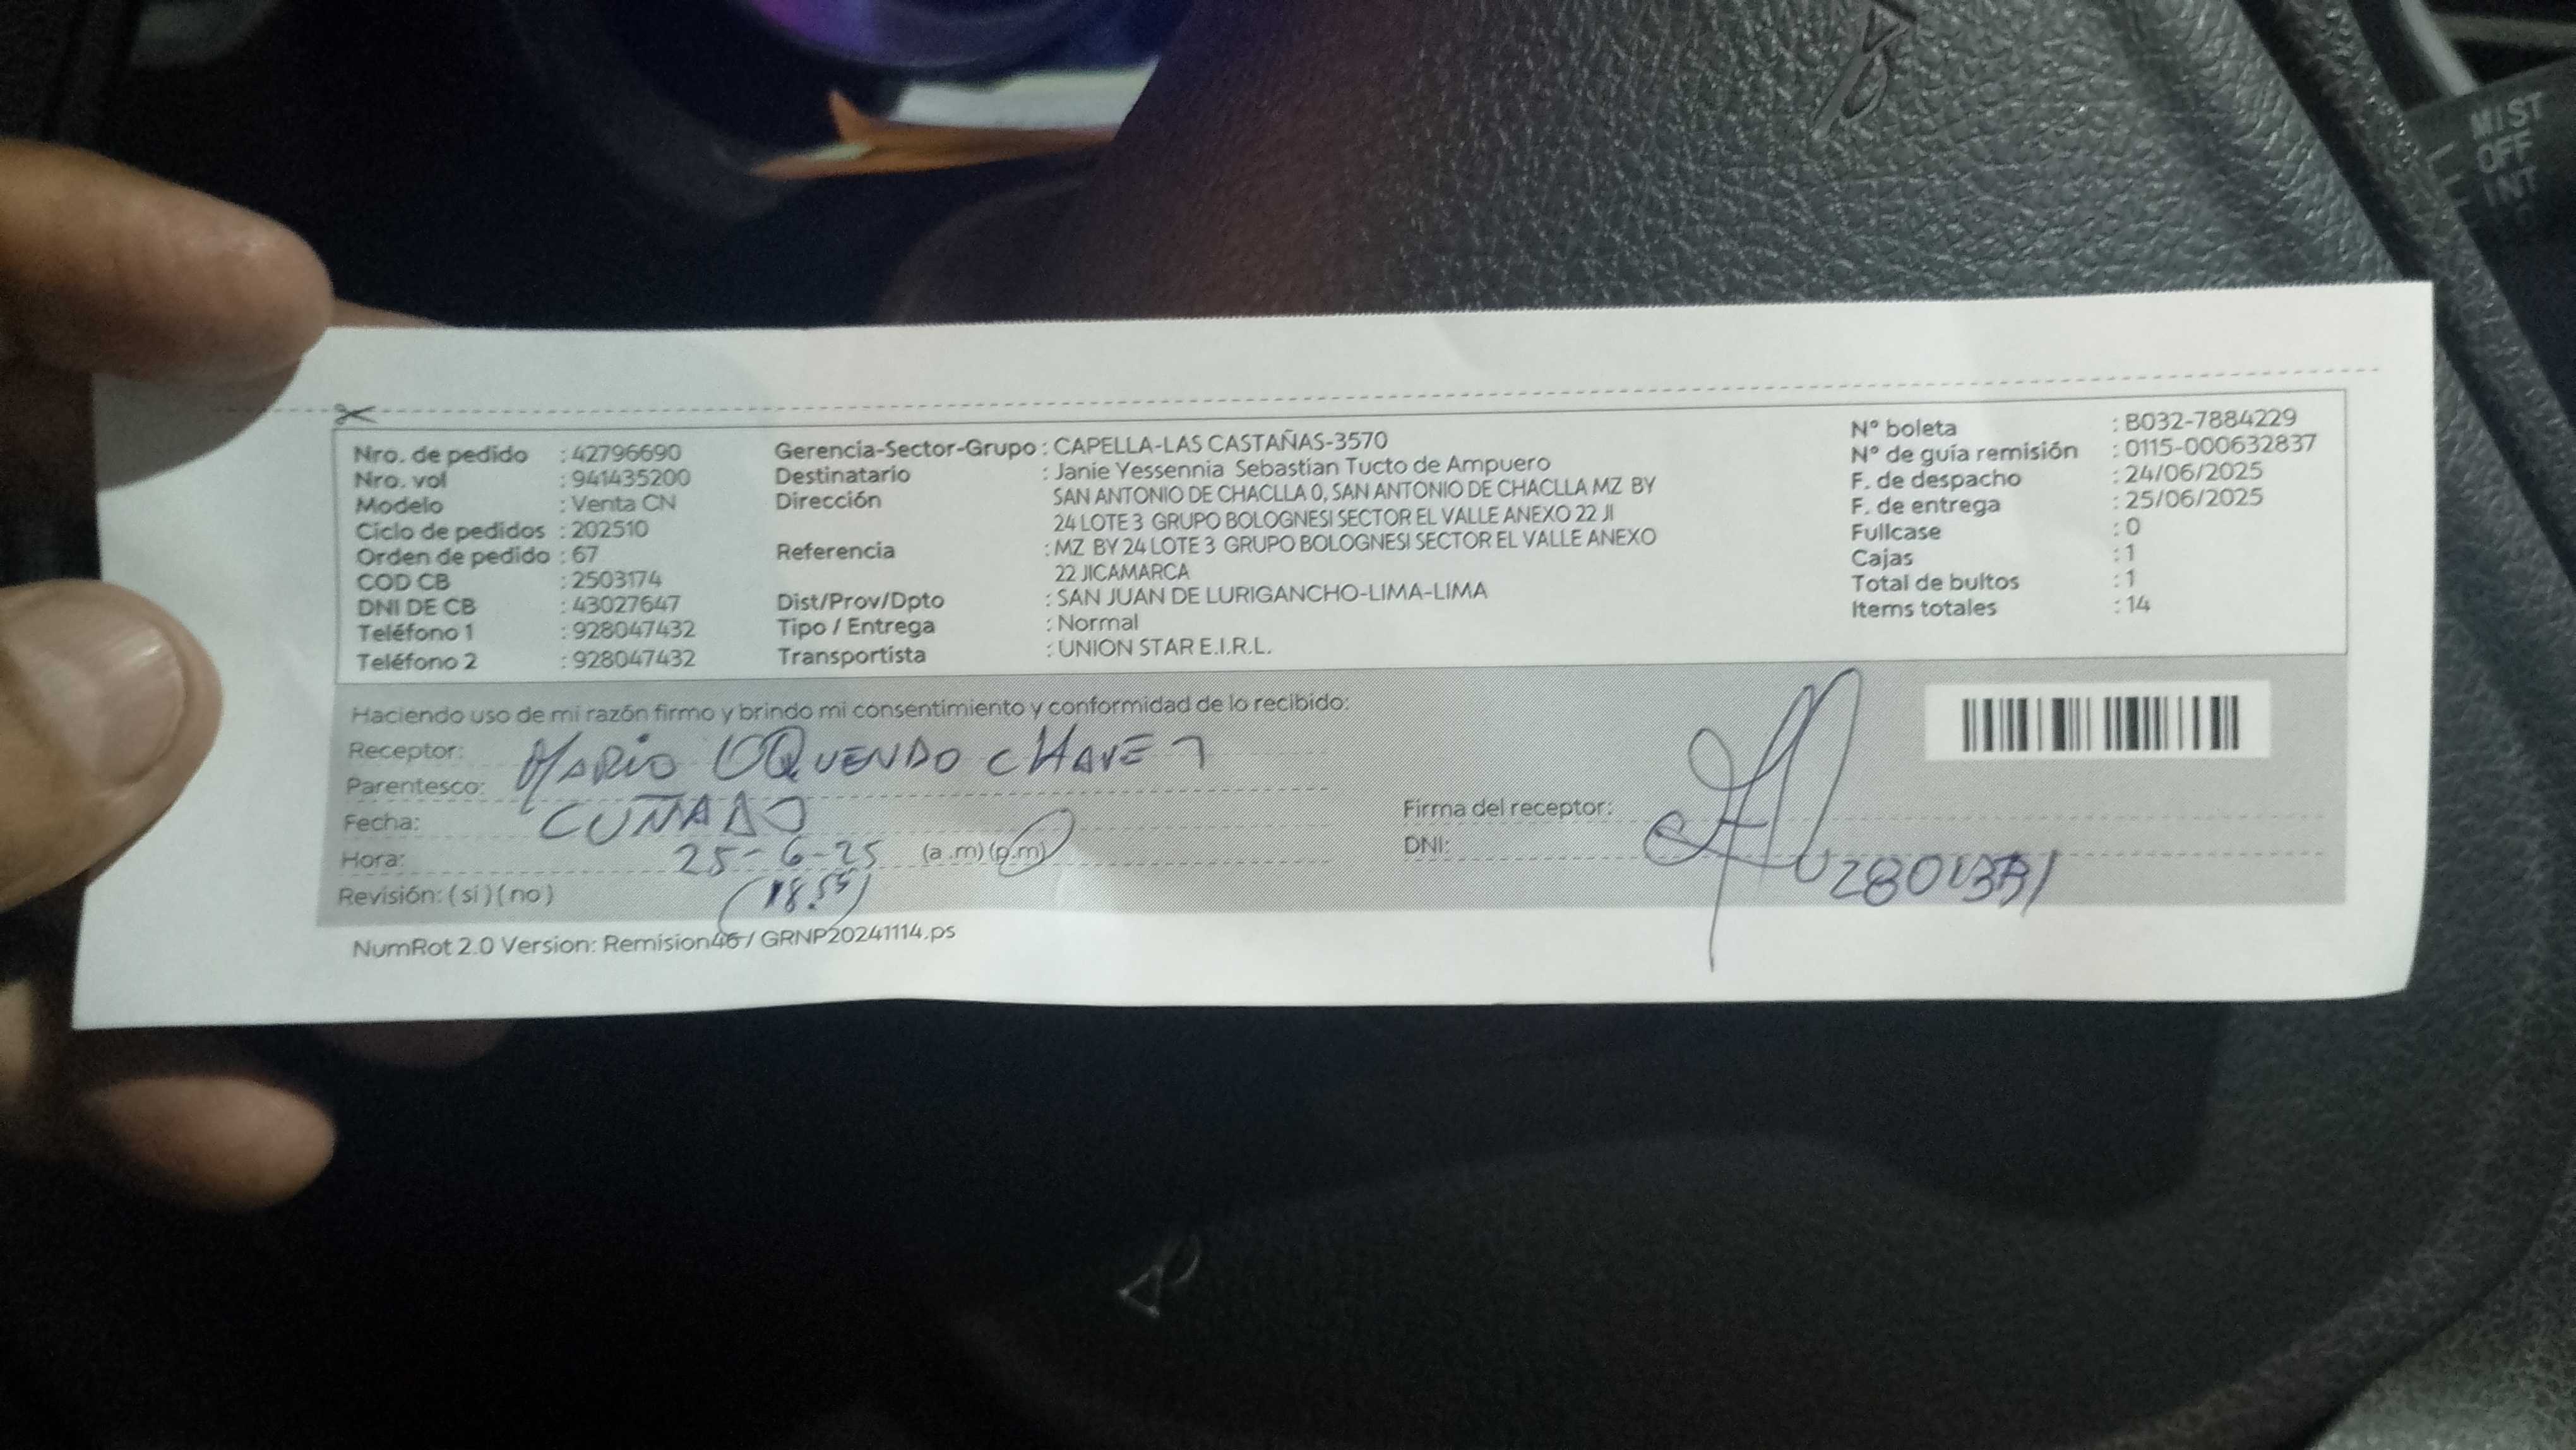 MIST
OFF
INT
Nro. de pedido : 42796690
Nro. vol : 941435200
Modelo : Venta CN
Ciclo de pedidos : 202510
Orden de pedido : 67
COD CB : 2503174
DNI DE CB : 43027647
Teléfono 1 : 928047432
Teléfono 2 : 928047432
Gerencia-Sector-Grupo : CAPELLA-LAS CASTAÑAS-3570
Destinatario : Janie Yessennia Sebastian Tucto de Ampuero
Dirección SAN ANTONIO DE CHACLLA 0, SAN ANTONIO DE CHACLLA MZ BY
24 LOTE 3 GRUPO BOLOGNESI SECTOR EL VALLE ANEXO 22 JI
Referencia : MZ BY 24 LOTE 3 GRUPO BOLOGNESI SECTOR EL VALLE ANEXO
22 JICAMARCA
Dist/Prov/Dpto : SAN JUAN DE LURIGANCHO-LIMA-LIMA
Tipo / Entrega : Normal
Transportista : UNION STAR E.I.R.L.
Nº boleta : B032-7884229
Nº de guía remisión : 0115-000632837
F. de despacho : 24/06/2025
F. de entrega : 25/06/2025
Fullcase : 0
Cajas : 1
Total de bultos : 1
Items totales : 14
Haciendo uso de mi razón firmo y brindo mi consentimiento y conformidad de lo recibido:
Receptor: MARIO OQUENDO CHAVEZ
Parentesco: CUÑADO
Fecha: 25-6-25
Hora: (18.55) (a.m) (p.m)
Revisión: (si) (no)
Firma del receptor:
DNI:
NumRot 2.0 Version: Remision46 / GRNP20241114.ps